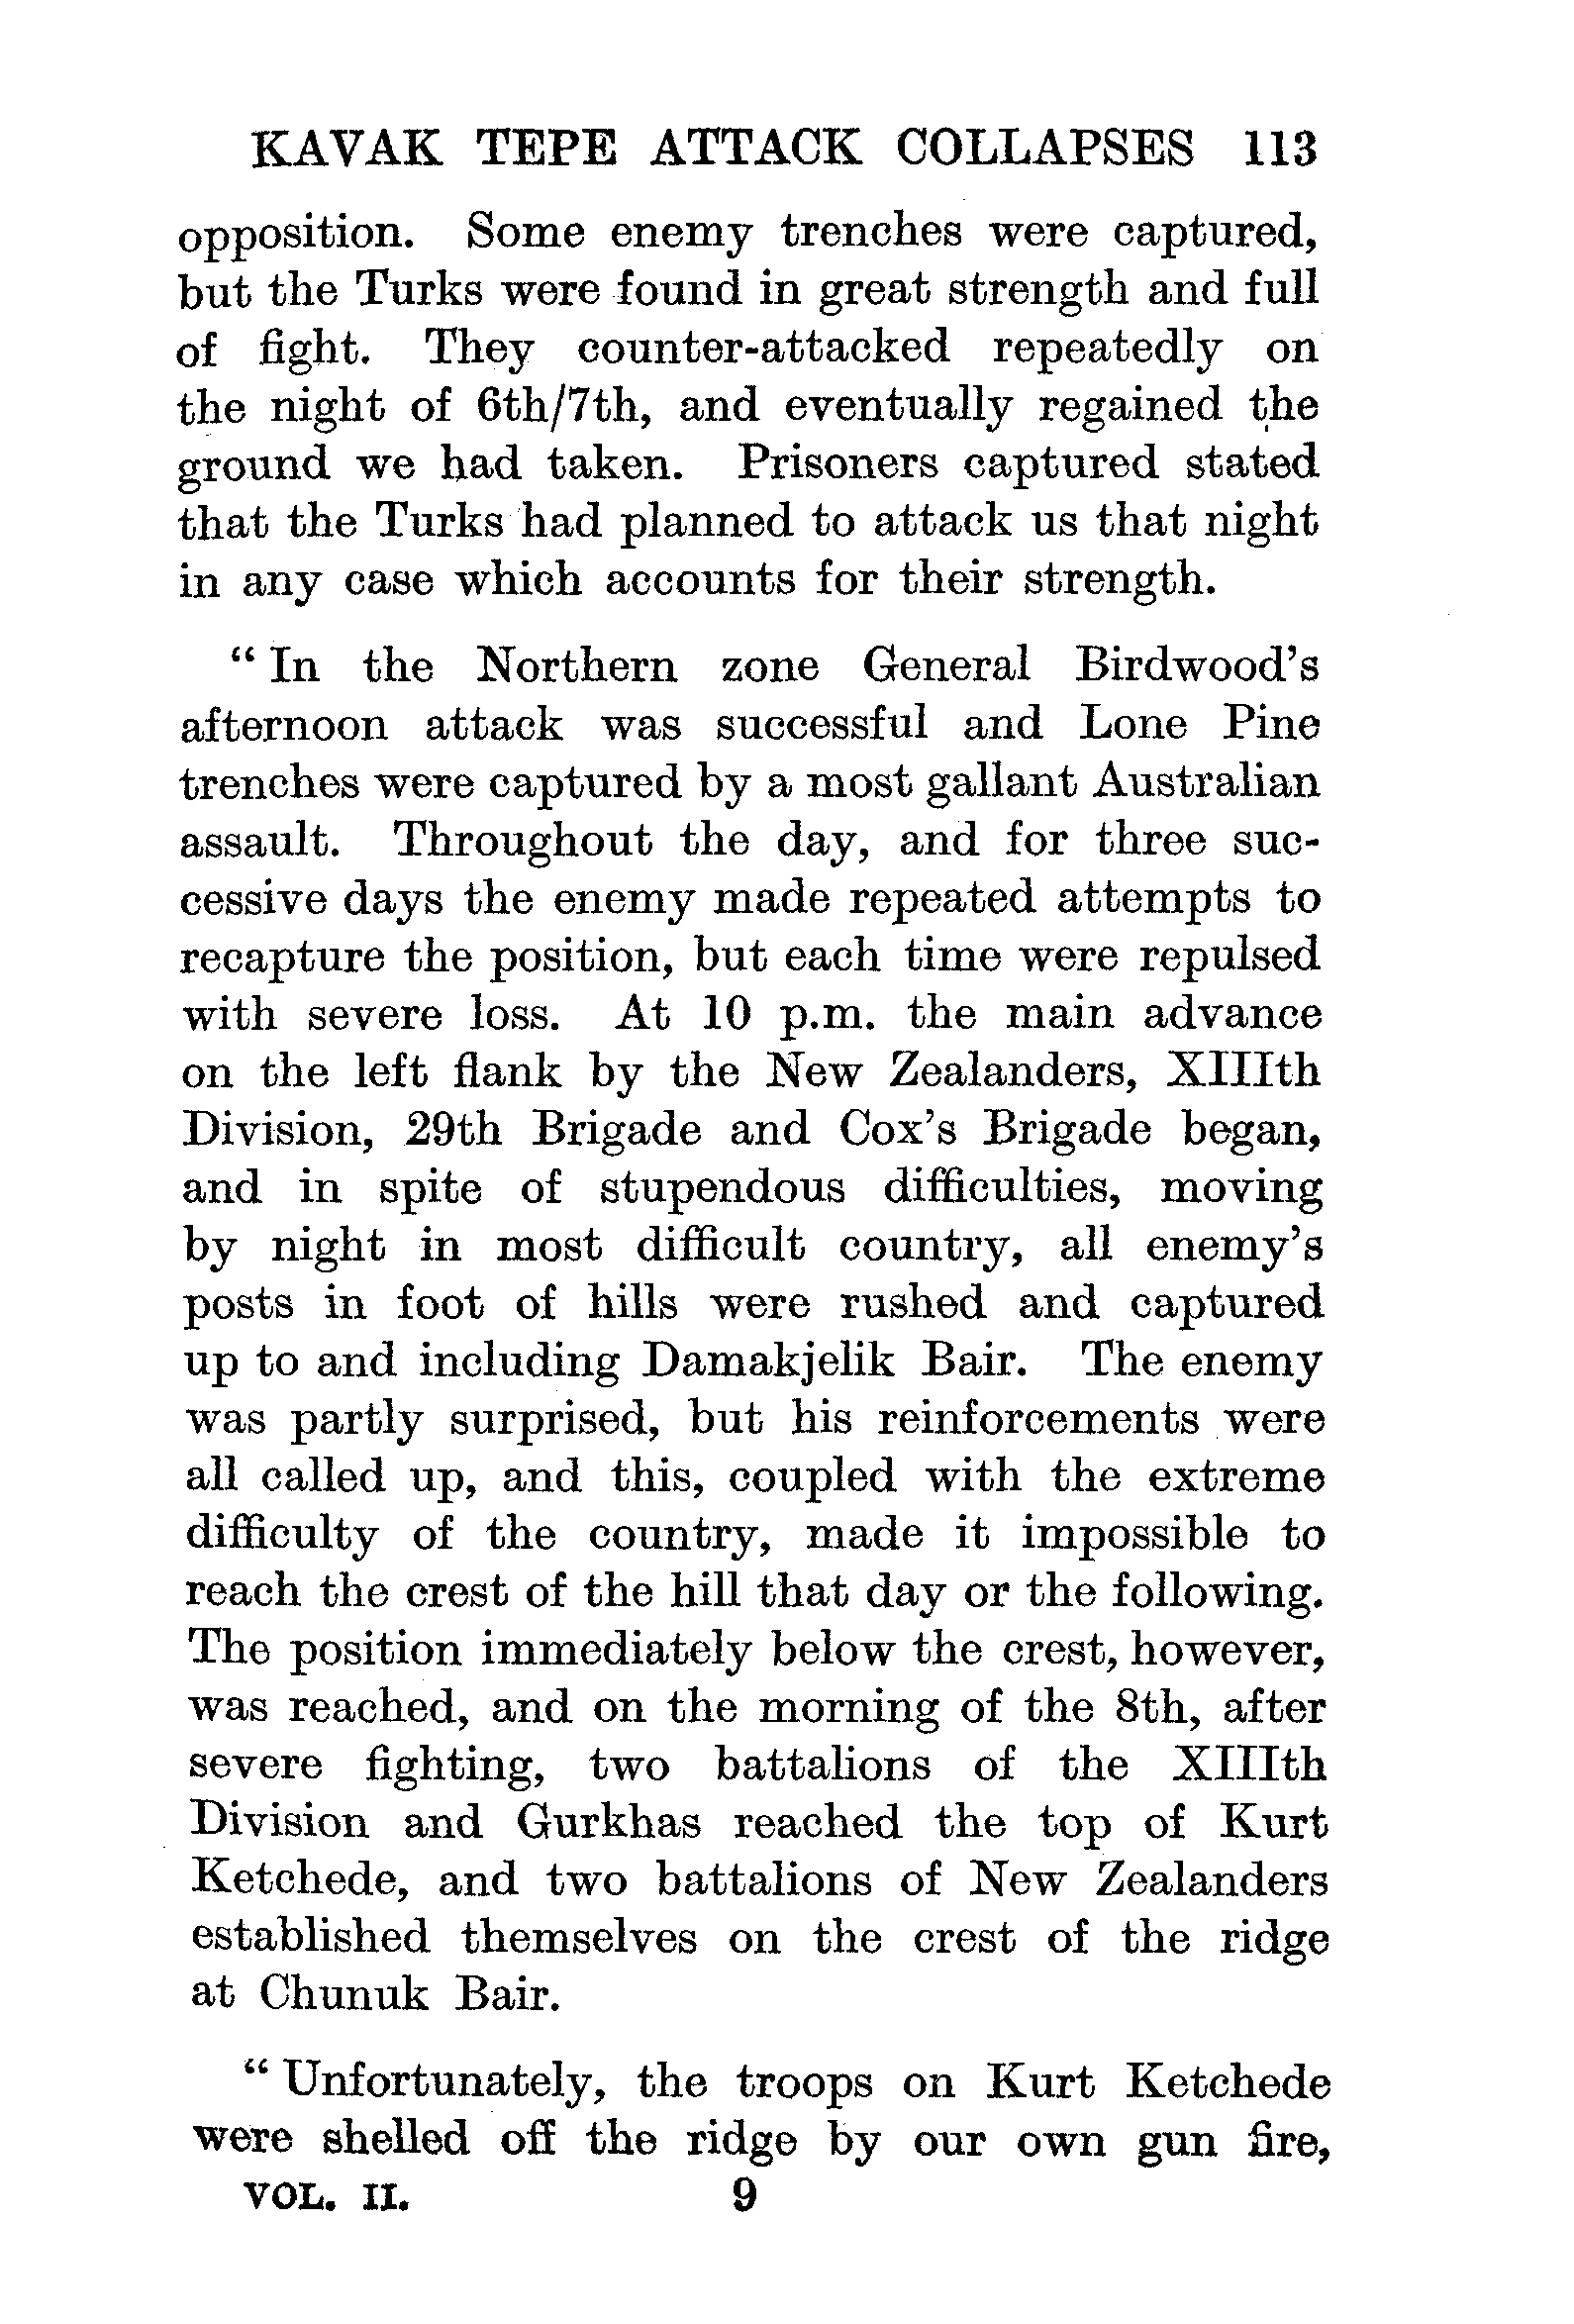 KAVAK TEPE ATTACK COLLAPSES 113
opposition. Some enemy trenches were captured,
but the Turks were found in great strength and full
of fight. They counter-attacked repeatedly on
the night of 6th/7th, and eventually regained the
ground we had taken. Prisoners captured stated
that the Turks had planned to attack us that night
in any case which accounts for their strength.
“ In the Northern zone General Birdwood’s
afternoon attack was successful and Lone Pine
trenches were captured by a most gallant Australian
assault. Throughout the day, and for three suc-
cessive days the enemy made repeated attempts to
recapture the position, but each time were repulsed
with severe loss. At 10 p.m. the main advance
on the left flank by the New Zealanders, XIIIth
Division, 29th Brigade and Cox’s Brigade began,
and in spite of stupendous difficulties, moving
by night in most difficult country, all enemy’s
posts in foot of hills were rushed and captured
up to and including Damakjelik Bair. The enemy
was partly surprised, but his reinforcements were
all called up, and this, coupled with the extreme
difficulty of the country, made it impossible to
reach the crest of the hill that day or the following.
The position immediately below the crest, however,
was reached, and on the morning of the 8th, after
severe fighting, two battalions of the XIIIth
Division and Gurkhas reached the top of Kurt
Ketchede, and two battalions of New Zealanders
established themselves on the crest of the ridge
at Chunuk Bair.
“ Unfortunately, the troops on Kurt Ketchede
were shelled off the ridge by our own gun fire,
VOL. II. 9